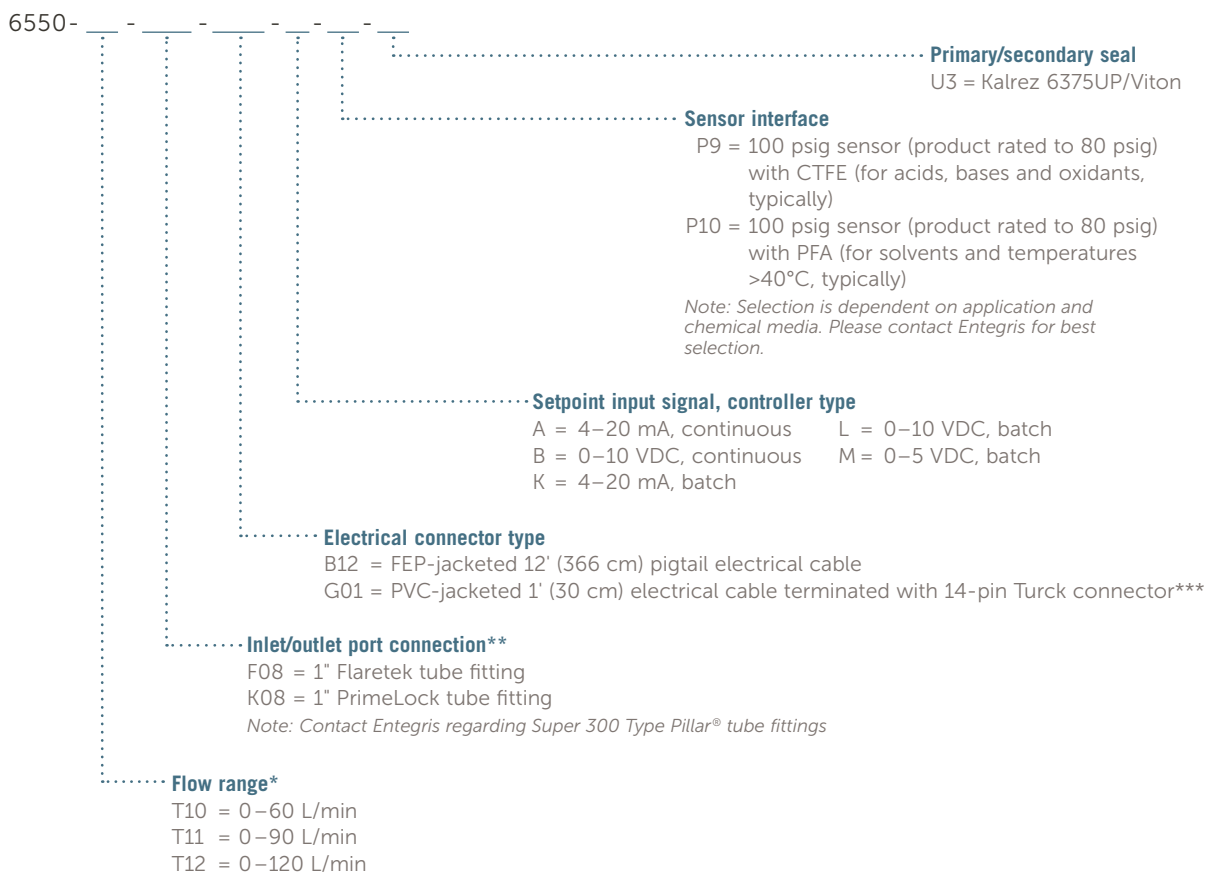 6550- __ - ___ - ___ - _ - __ - __
Primary/secondary seal
U3 = Kalrez 6375UP/Viton
Sensor interface
P9 = 100 psig sensor (product rated to 80 psig)
with CTFE (for acids, bases and oxidants,
typically)
P10 = 100 psig sensor (product rated to 80 psig)
with PFA (for solvents and temperatures
>40°C, typically)
Note: Selection is dependent on application and
chemical media. Please contact Entegris for best
selection.
Setpoint input signal, controller type
A = 4–20 mA, continuous L = 0–10 VDC, batch
B = 0–10 VDC, continuous M = 0–5 VDC, batch
K = 4–20 mA, batch
Electrical connector type
B12 = FEP-jacketed 12' (366 cm) pigtail electrical cable
G01 = PVC-jacketed 1' (30 cm) electrical cable terminated with 14-pin Turck connector***
Inlet/outlet port connection**
F08 = 1" Flaretek tube fitting
K08 = 1" PrimeLock tube fitting
Note: Contact Entegris regarding Super 300 Type Pillar® tube fittings
Flow range*
T10 = 0–60 L/min
T11 = 0–90 L/min
T12 = 0–120 L/min